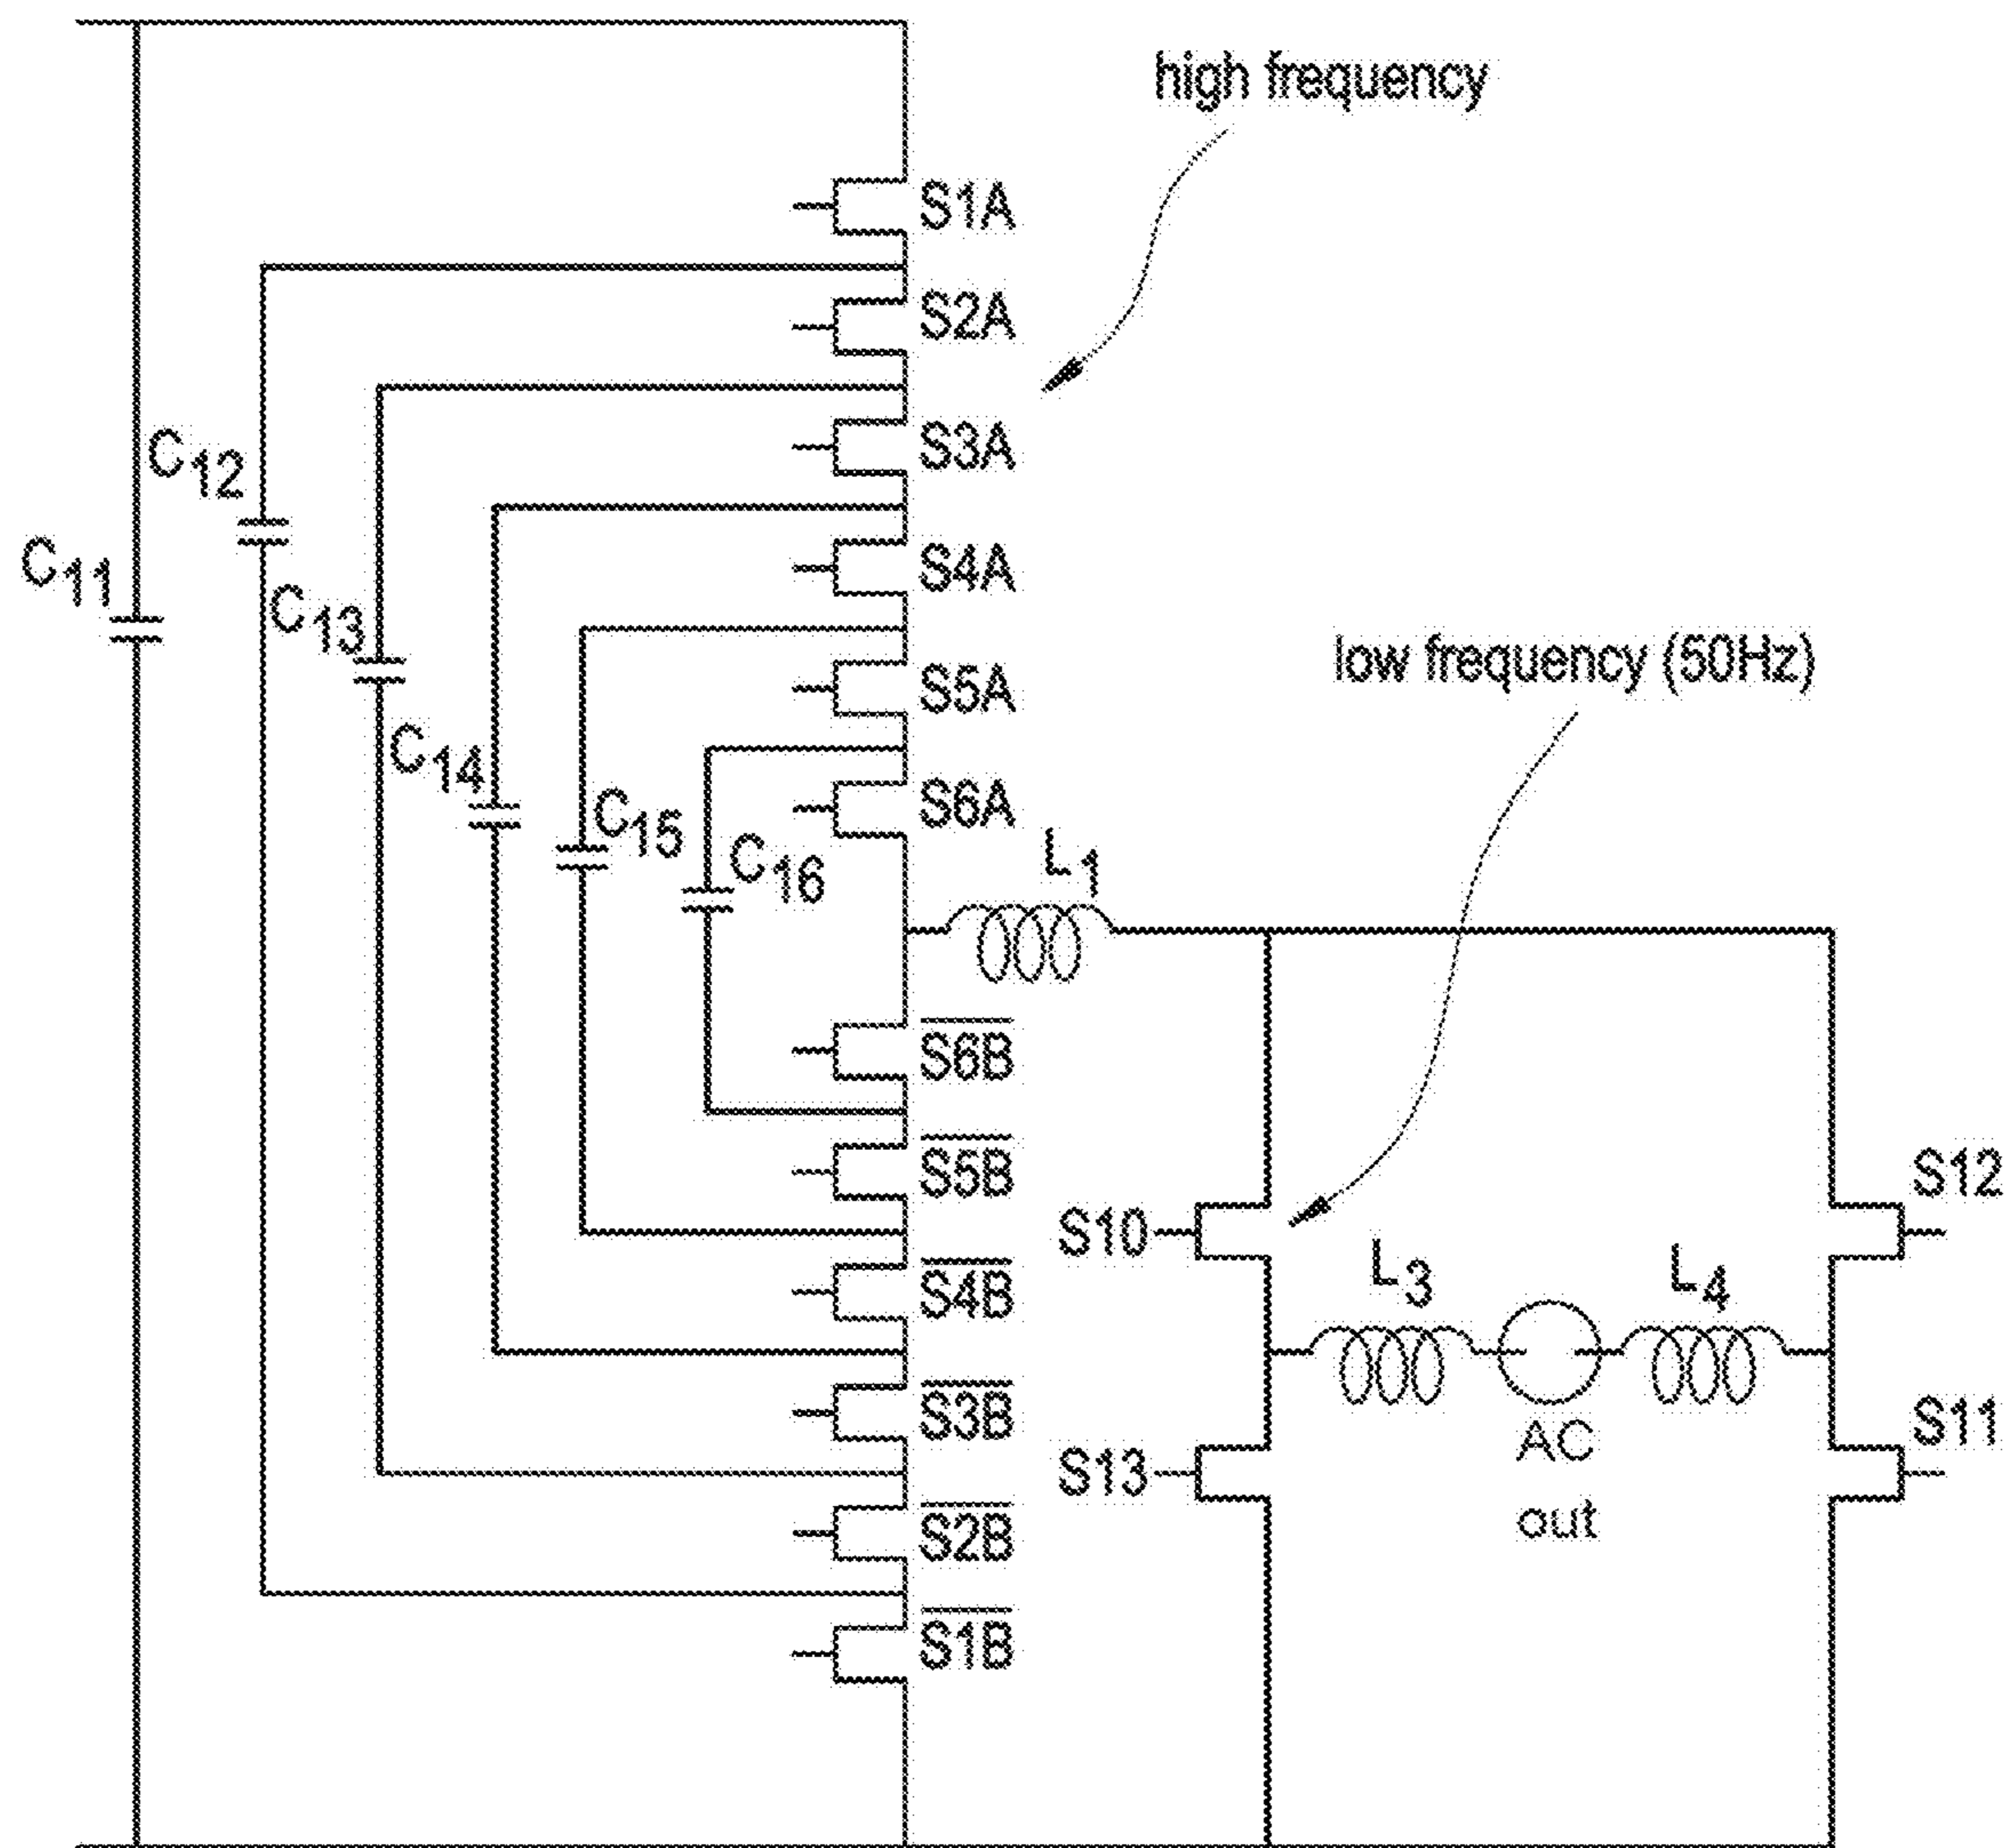 high frequency
S1A
S2A
C12
S3A
C11
S4A
C13
low frequency (50Hz)
S5A
C14
S6A
C15
C16
L1
S6B
S5B
S12
S10
S4B
L3
L4
S3B
S11
AC
S13
out
S2B
S1B